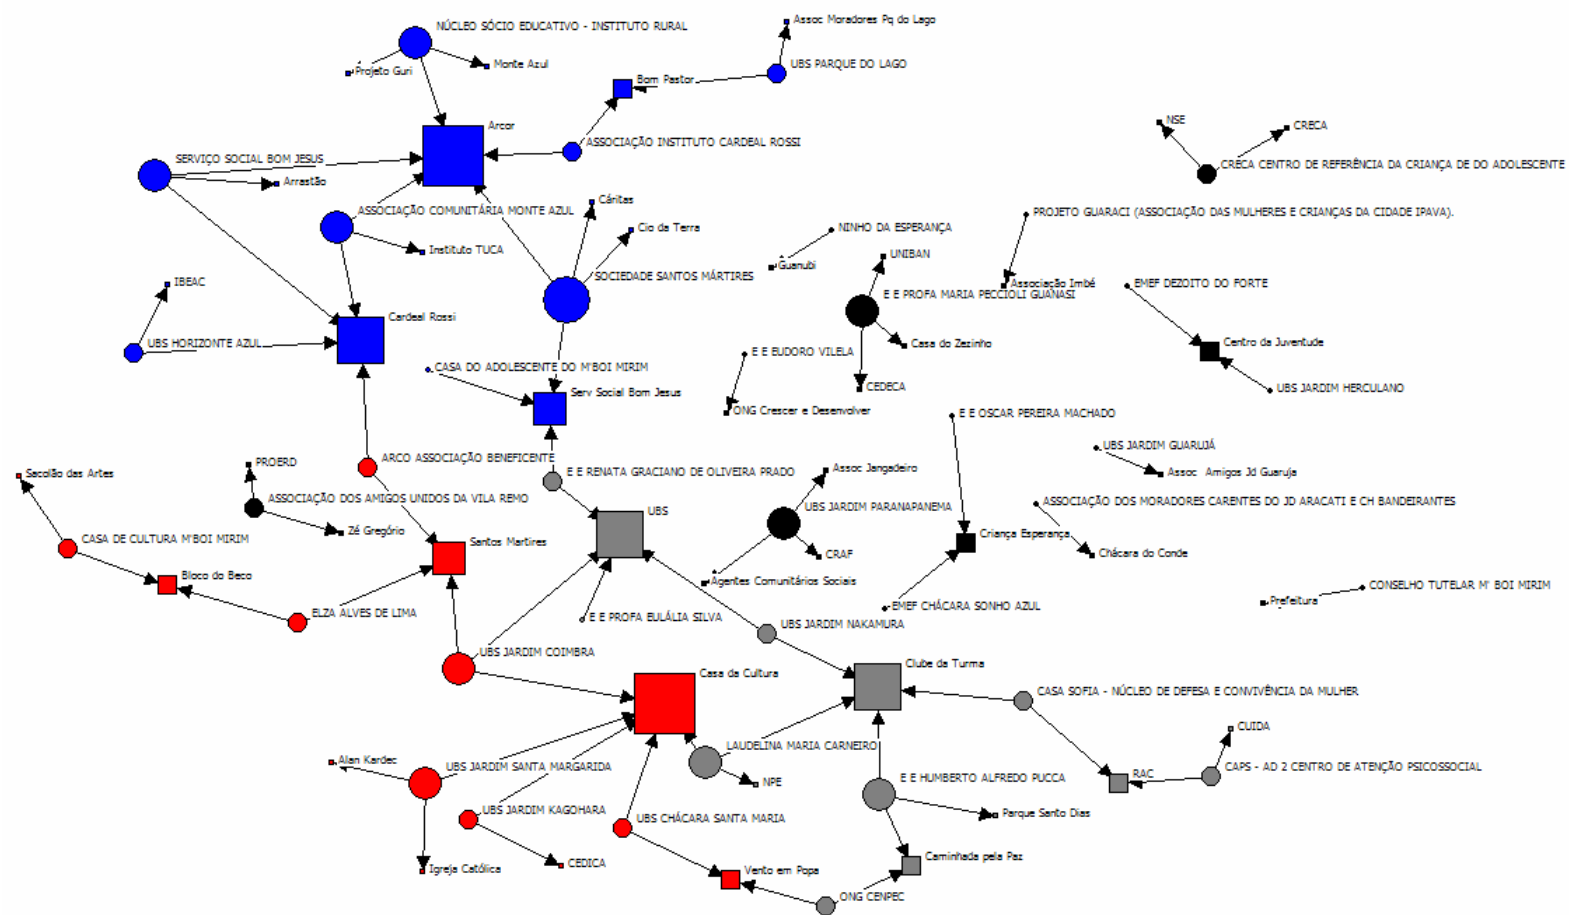 Assoc Moradores Pq do Lago
NÚCLEO SÓCIO EDUCATIVO - INSTITUTO RURAL
Monte Azul
UBS PARQUE DO LAGO
Projeto Guri
Bom Pastor
NSE
CRECA
Arcor
ASSOCIAÇÃO INSTITUTO CARDEAL ROSSI
SERVIÇO SOCIAL BOM JESUS
CRECA CENTRO DE REFERÊNCIA DA CRIANÇA DE DO ADOLESCENTE
Arrastão
Cáritas
ASSOCIAÇÃO COMUNITÁRIA MONTE AZUL
PROJETO GUARACI (ASSOCIAÇÃO DAS MULHERES E CRIANÇAS DA CIDADE IPAVA).
Cio da Terra
NINHO DA ESPERANÇA
Instituto TUCA
UNIBAN
Guanubi
SOCIEDADE SANTOS MÁRTIRES
IBEAC
Associação Imbé
EMEF DEZOITO DO FORTE
E E PROFA MARIA PECCIOLI GUANASI
Cardeal Rossi
UBS HORIZONTE AZUL
Casa do Zezinho
Centro da Juventude
E E EUDORO VILELA
CASA DO ADOLESCENTE DO M'BOI MIRIM
CEDECA
UBS JARDIM HERCULANO
Serv Social Bom Jesus
ONG Crescer e Desenvolver
E E OSCAR PEREIRA MACHADO
UBS JARDIM GUARUJÁ
ARCO ASSOCIAÇÃO BENEFICENTE
PROERD
Sacolão das Artes
E E RENATA GRACIANO DE OLIVEIRA PRADO
Assoc Jangadeiro
Assoc Amigos Jd Guaruja
ASSOCIAÇÃO DOS AMIGOS UNIDOS DA VILA REMO
ASSOCIAÇÃO DOS MORADORES CARENTES DO JD ARACATI E CH BANDEIRANTES
UBS
UBS JARDIM PARANAPANEMA
Zé Gregório
CASA DE CULTURA M'BOI MIRIM
Santos Martires
Criança Esperança
CRAF
Chácara do Conde
Bloco do Beco
Agentes Comunitários Sociais
CONSELHO TUTELAR M' BOI MIRIM
Prefeitura
ELZA ALVES DE LIMA
EMEF CHÁCARA SONHO AZUL
E E PROFA EULÁLIA SILVA
UBS JARDIM NAKAMURA
UBS JARDIM COIMBRA
Clube da Turma
Casa da Cultura
CASA SOFIA - NÚCLEO DE DEFESA E CONVIVÊNCIA DA MULHER
CUIDA
LAUDELINA MARIA CARNEIRO
Alan Kardec
UBS JARDIM SANTA MARGARIDA
CAPS - AD 2 CENTRO DE ATENÇÃO PSICOSSOCIAL
RAC
E E HUMBERTO ALFREDO PUCCA
NPE
UBS JARDIM KAGOHARA
UBS CHÁCARA SANTA MARIA
Parque Santo Dias
CEDICA
Igreja Católica
Vento em Popa
Caminhada pela Paz
ONG CENPEC